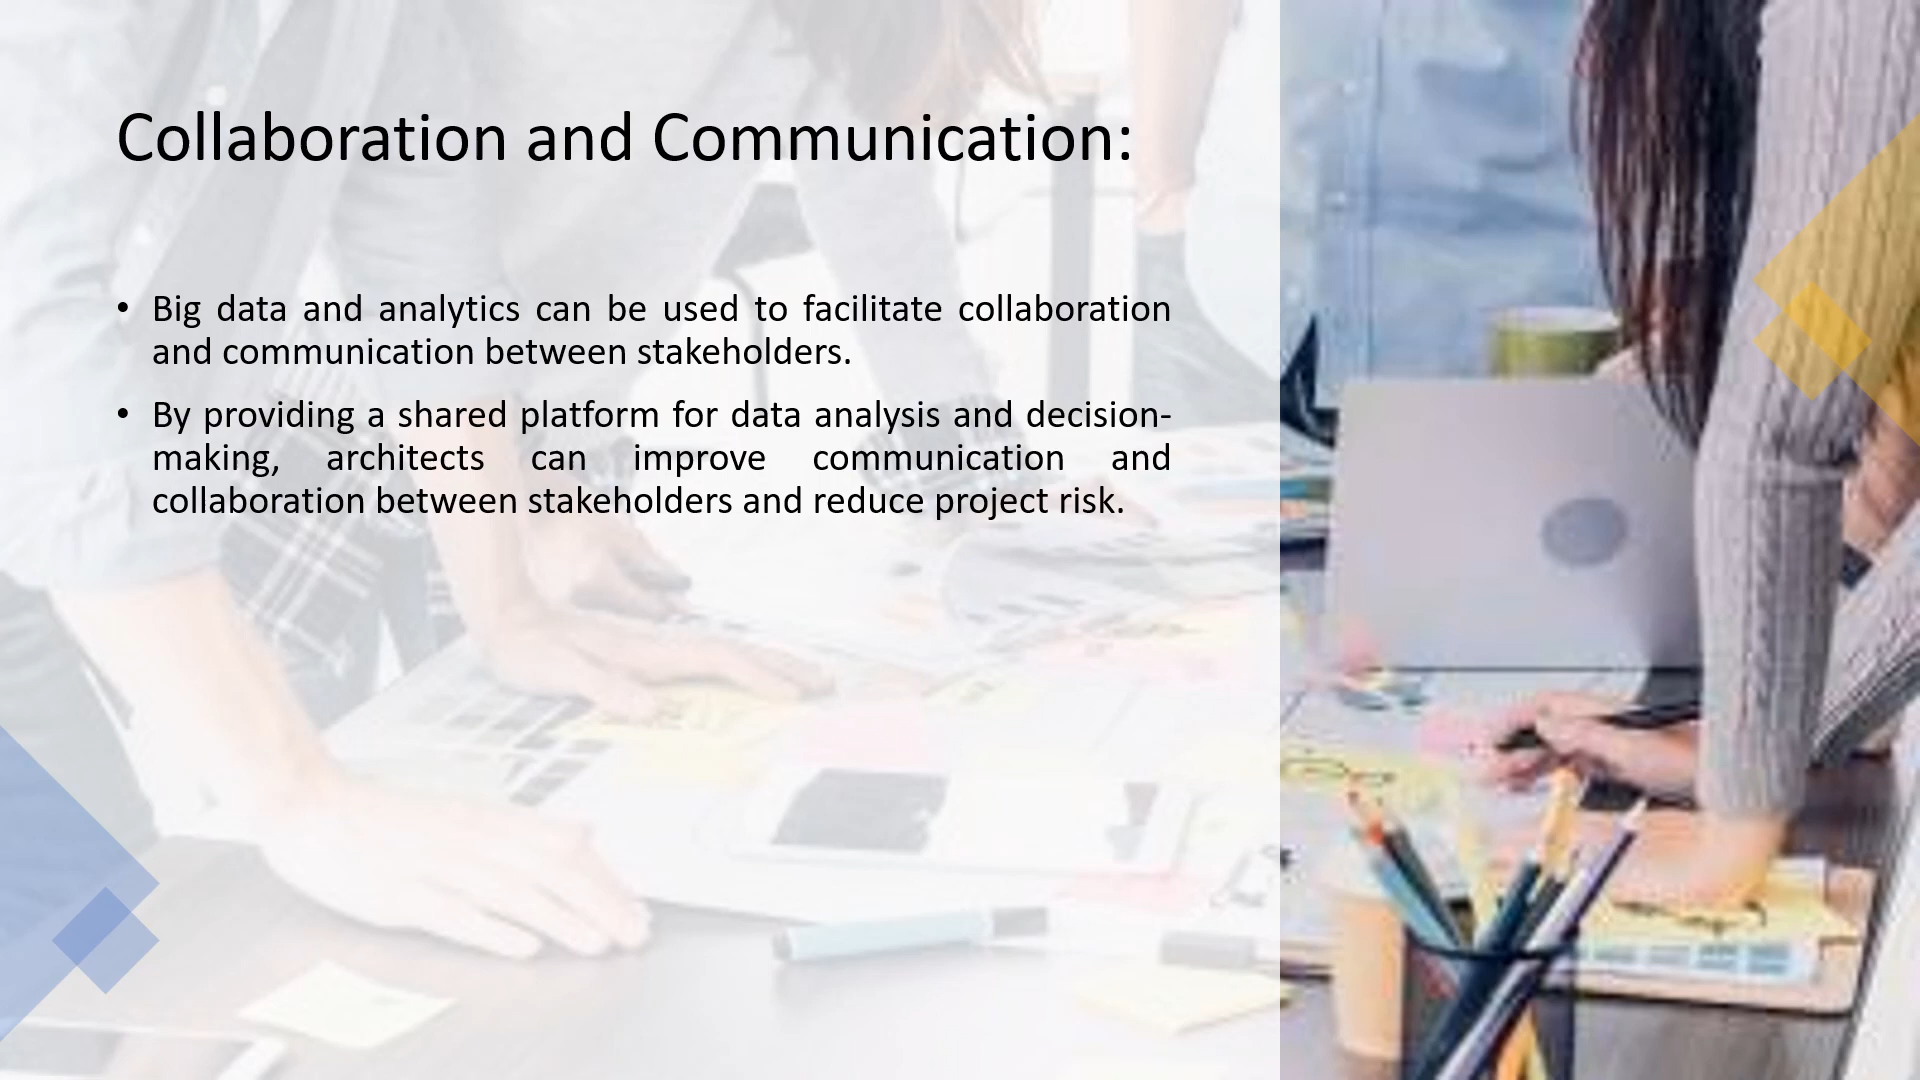 Collaboration and Communication:
• Big data and analytics can be used to facilitate collaboration
and communication between stakeholders.
• By providing a shared platform for data analysis and decision-
making, architects can improve communication and
collaboration between stakeholders and reduce project risk.